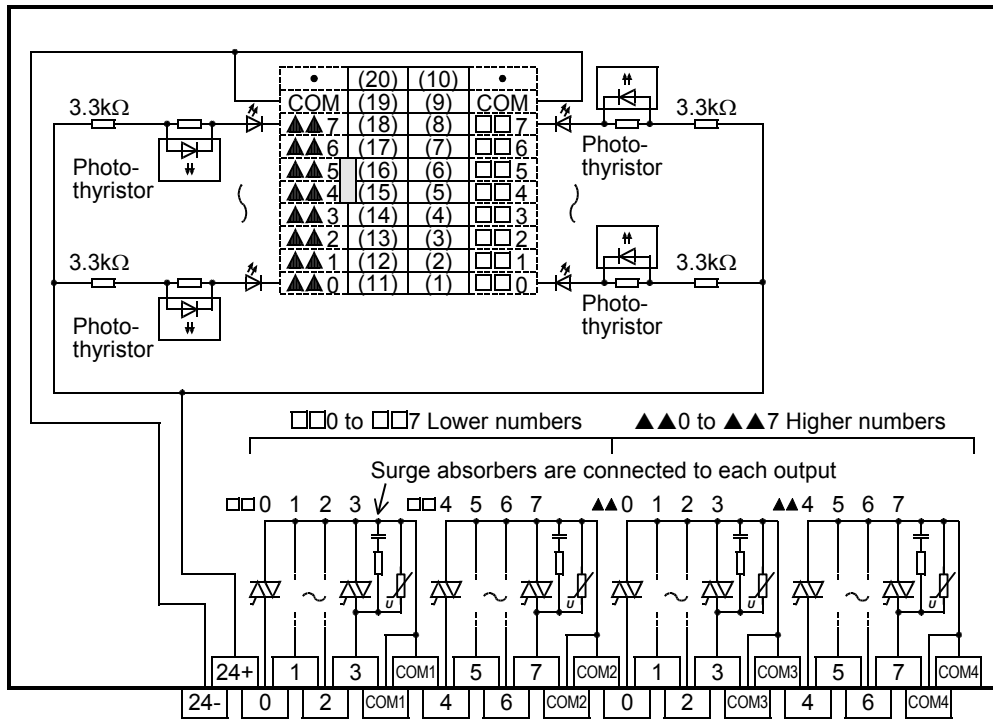 • (20) (10) •
COM (19) (9) COM
▲▲7 (18) (8) □□7
▲▲6 (17) (7) □□6
▲▲5 (16) (6) □□5
▲▲4 (15) (5) □□4
▲▲3 (14) (4) □□3
▲▲2 (13) (3) □□2
▲▲1 (12) (2) □□1
▲▲0 (11) (1) □□0
3.3kΩ
Photo-
thyristor
3.3kΩ
Photo-
thyristor
3.3kΩ
Photo-
thyristor
3.3kΩ
Photo-
thyristor
□□0 to □□7 Lower numbers ▲▲0 to ▲▲7 Higher numbers
Surge absorbers are connected to each output
□□0 1 2 3 □□4 5 6 7 ▲▲0 1 2 3 ▲▲4 5 6 7
U U U U
24+ 1 3 COM1 5 7 COM2 1 3 COM3 5 7 COM4
24- 0 2 COM1 4 6 COM2 0 2 COM3 4 6 COM4